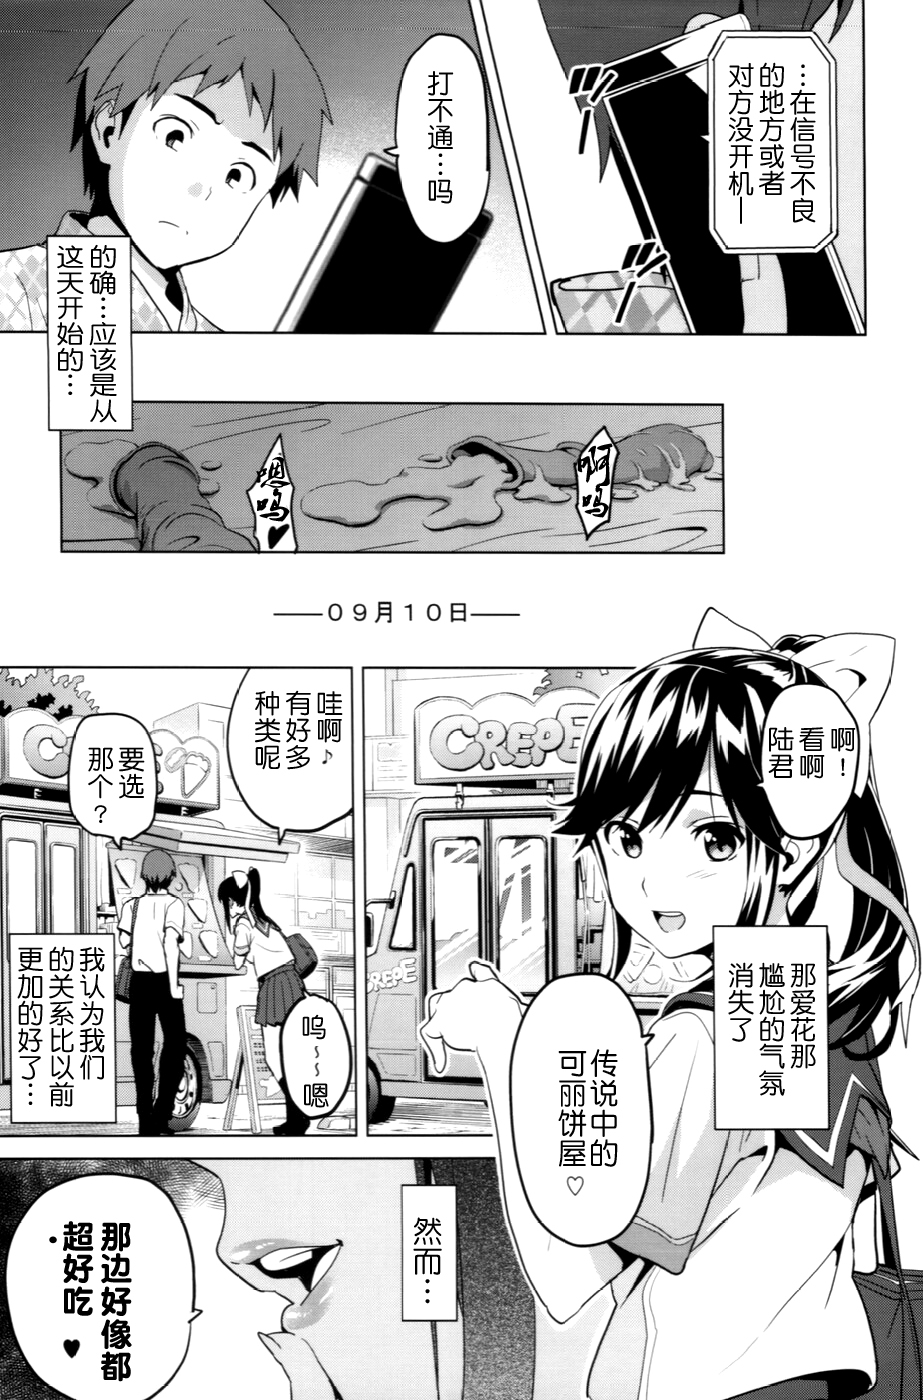 …在信号不良
的地方或者
对方没开机—
打不通…吗
的确…应该是从
这天开始的…
啊呜
嗯呜♥
——09月10日——
啊！
看啊
陆君
CREPE
CREPE
那爱花那
尴尬的气氛
消失了
传说中的
可丽饼屋
♡
哇啊♪
有好多
种类呢
要选
那个？
呜～～嗯
我认为我们
的关系比以前
更加的好了…
然而…
那边好像都
超好吃♥